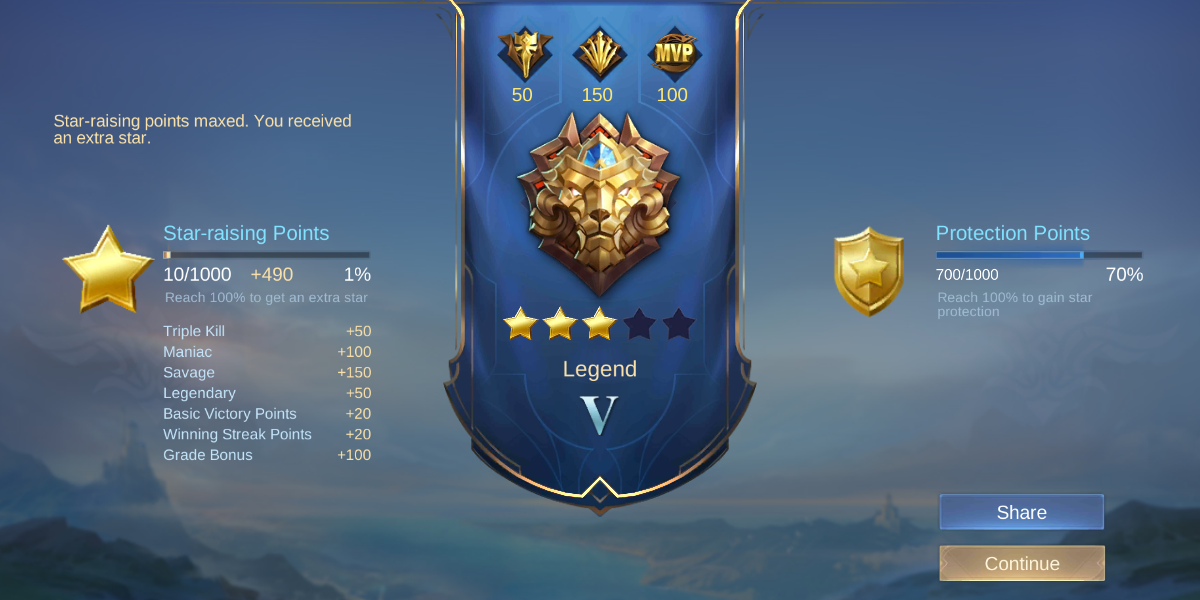 MVP
50 150 100
Star-raising points maxed. You received
an extra star.
Star-raising Points
10/1000 +490 1%
Reach 100% to get an extra star
Triple Kill +50
Maniac +100
Savage +150
Legendary +50
Basic Victory Points +20
Winning Streak Points +20
Grade Bonus +100
Legend
V
Protection Points
700/1000 70%
Reach 100% to gain star
protection
Share
Continue